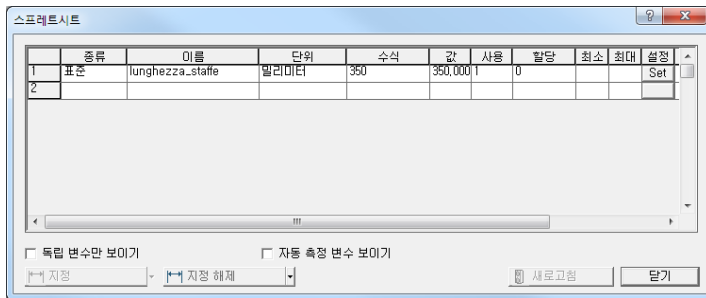 스프레드시트
종류 이름 단위 수식 값 사용 할당 최소 최대 설정
1 표준 lunghezza_staffe 밀리미터 350 350,000 1 0 Set
2
독립 변수만 보이기 자동 측정 변수 보이기
지정 지정 해제 새로고침 닫기